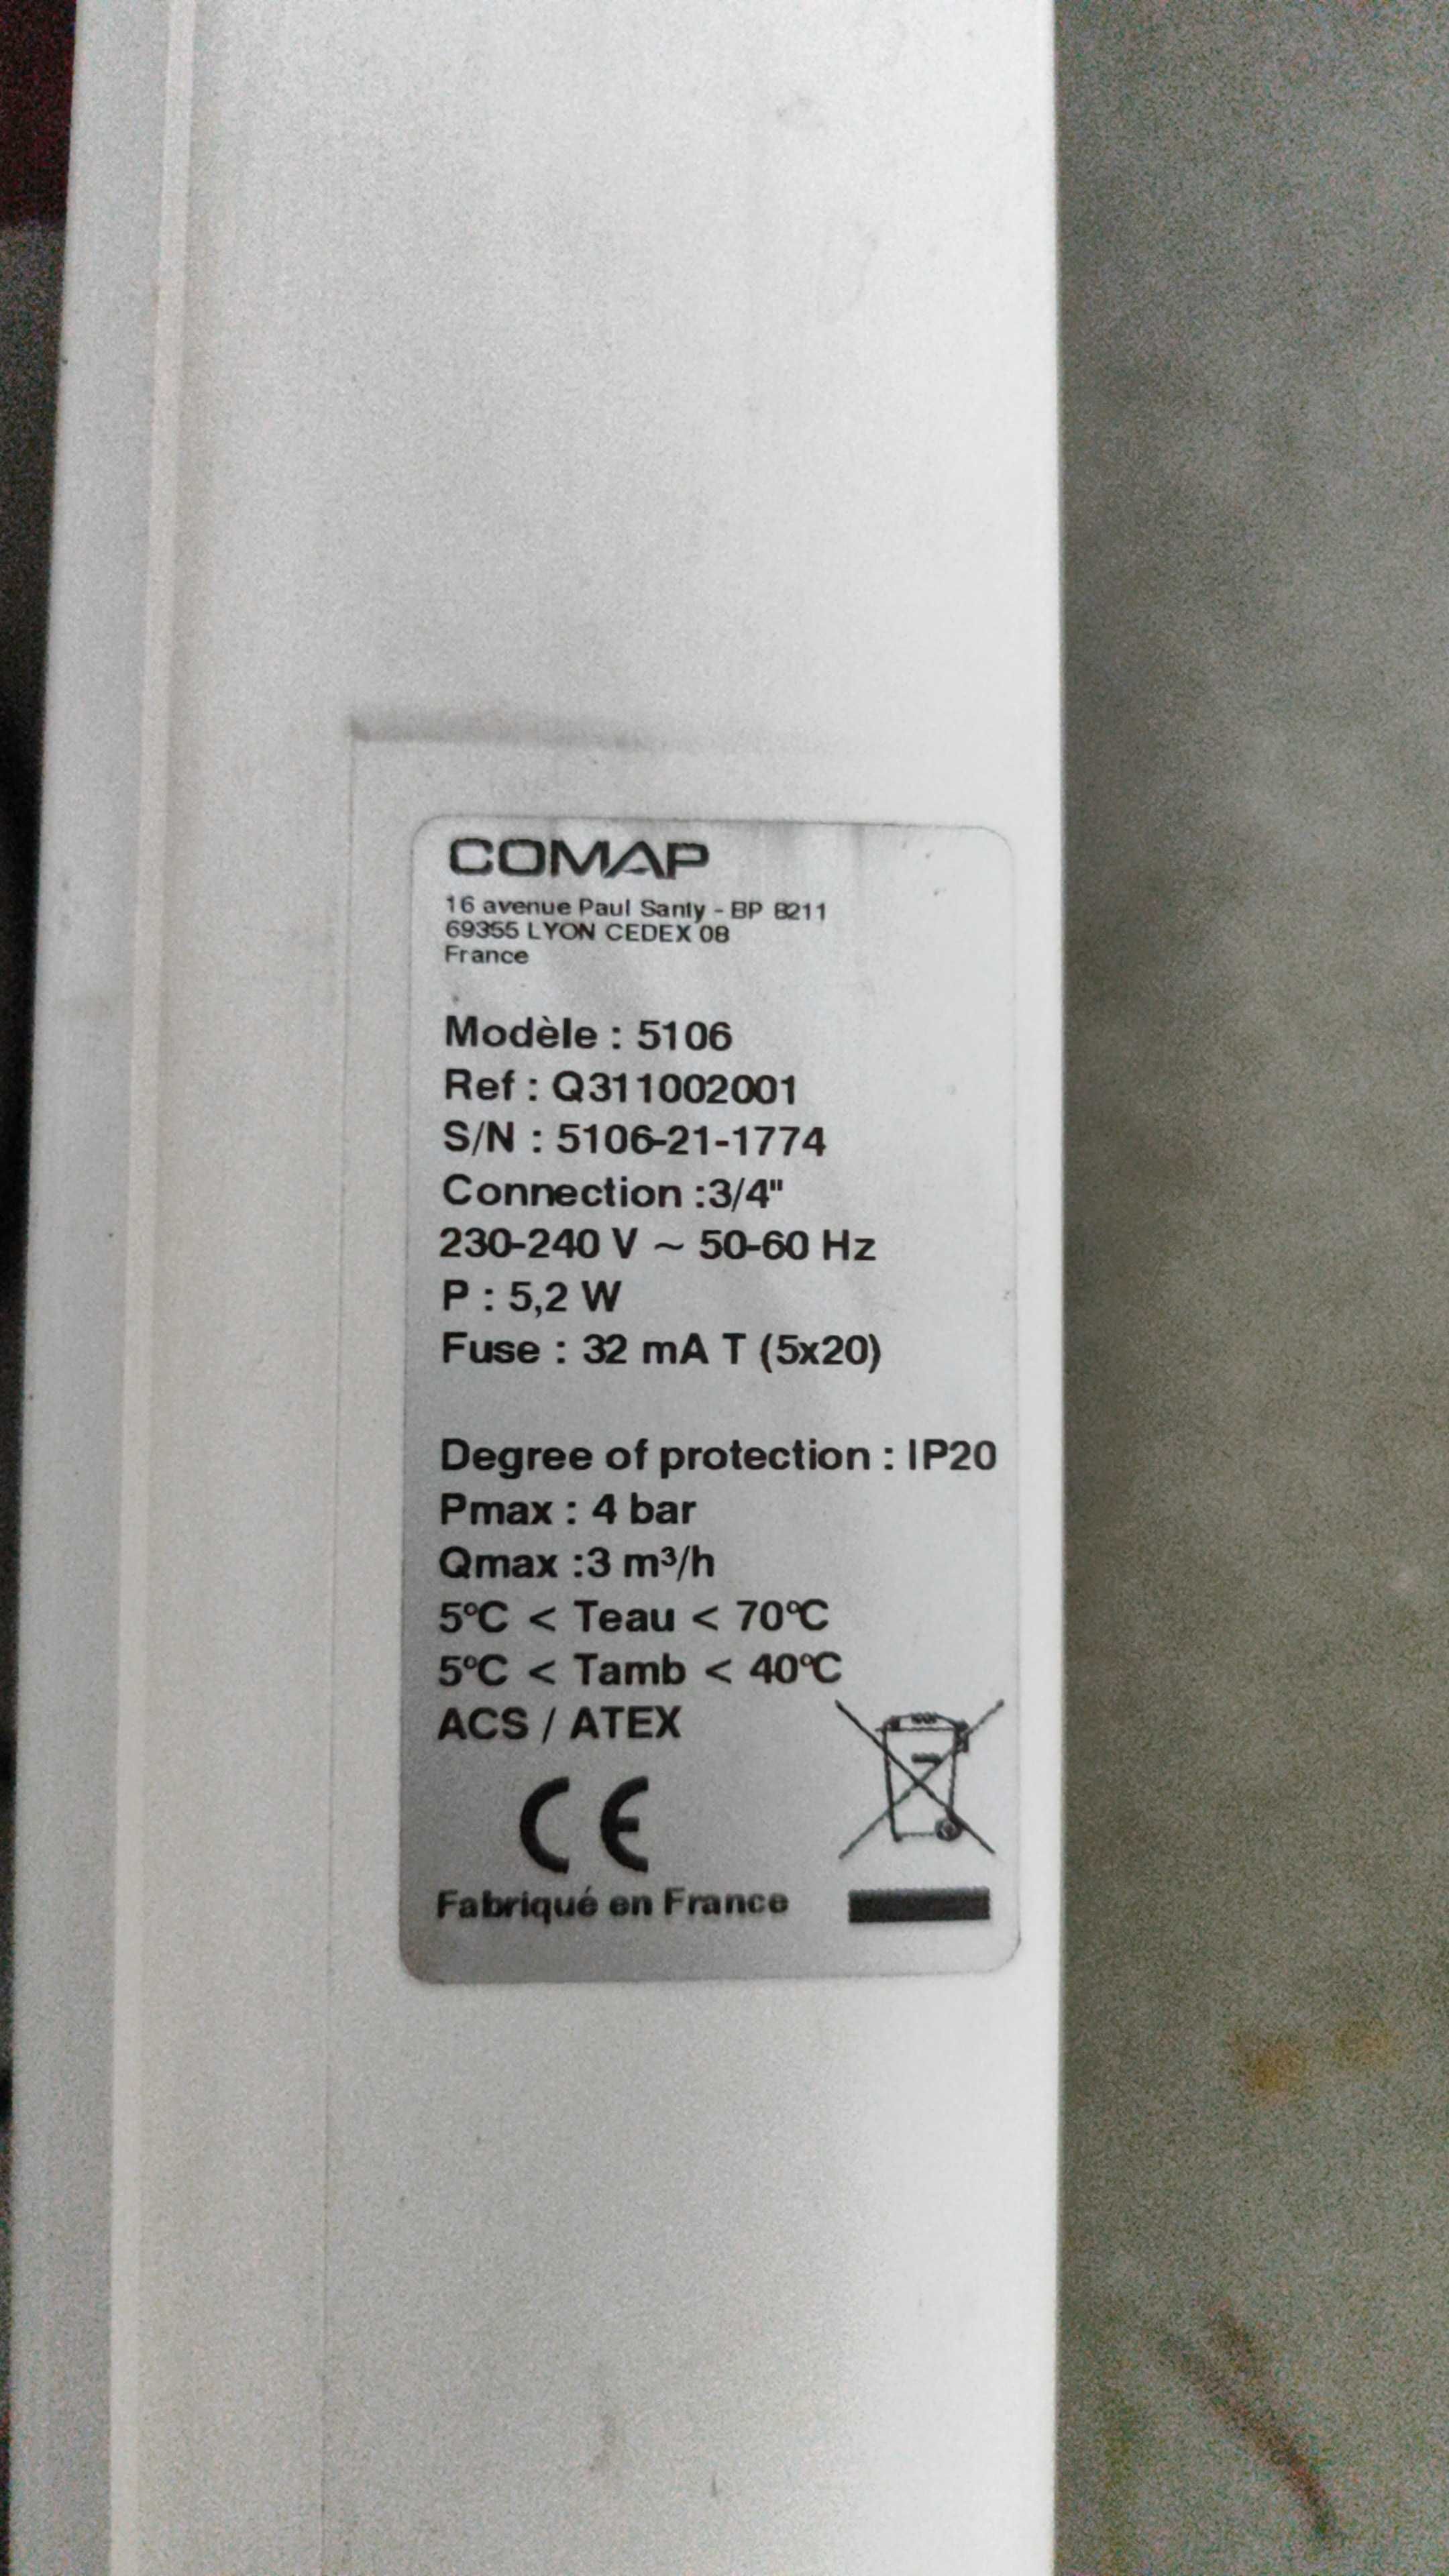 COMAP
16 avenue Paul Santy - BP 8211
69355 LYON CEDEX 08
France
Modèle : 5106
Ref : Q311002001
S/N : 5106-21-1774
Connection :3/4"
230-240 V ~ 50-60 Hz
P : 5,2 W
Fuse : 32 mA T (5x20)
Degree of protection : IP20
Pmax : 4 bar
Qmax :3 m³/h
5°C < Teau < 70°C
5°C < Tamb < 40°C
ACS / ATEX
CE
Fabriqué en France